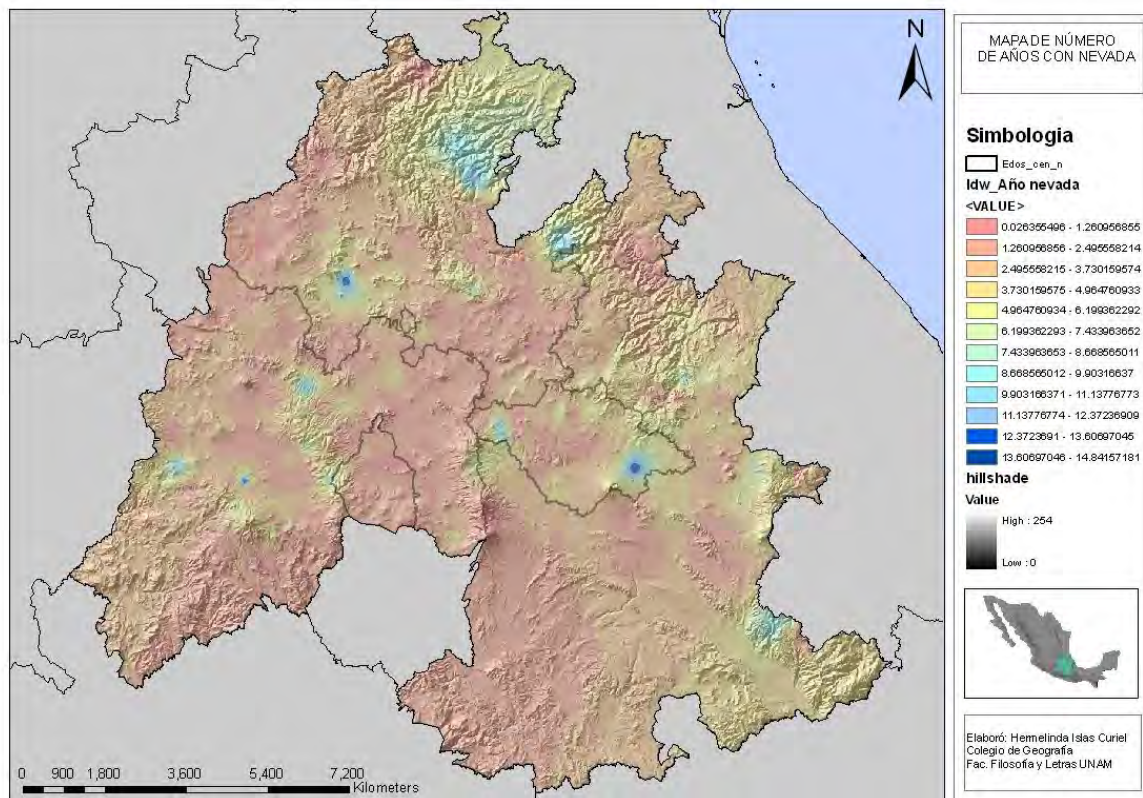 N
0 900 1,800 3,600 5,400 7,200
Kilometers
MAPA DE NÚMERO
DE AÑOS CON NEVADA
Simbologia
Edos_cen_n
Idw_Año nevada
<VALUE>
0.026355496 - 1.260956855
1.260956856 - 2.495558214
2.495558215 - 3.730159574
3.730159575 - 4.964760933
4.964760934 - 6.199362292
6.199362293 - 7.433963652
7.433963653 - 8.668565011
8.668565012 - 9.90316637
9.903166371 - 11.13776773
11.13776774 - 12.37236909
12.3723691 - 13.60697045
13.60697046 - 14.84157181
hillshade
Value
High : 254
Low : 0
Elaboró: Hermelinda Islas Curiel
Colegio de Geografía
Fac. Filosofía y Letras UNAM